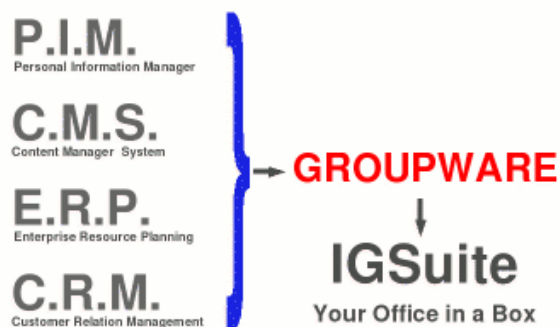 P.I.M.
Personal Information Manager
C.M.S.
Content Manager System
E.R.P.
Enterprise Resource Planning
C.R.M.
Customer Relation Management
GROUPWARE
IGSuite
Your Office in a Box